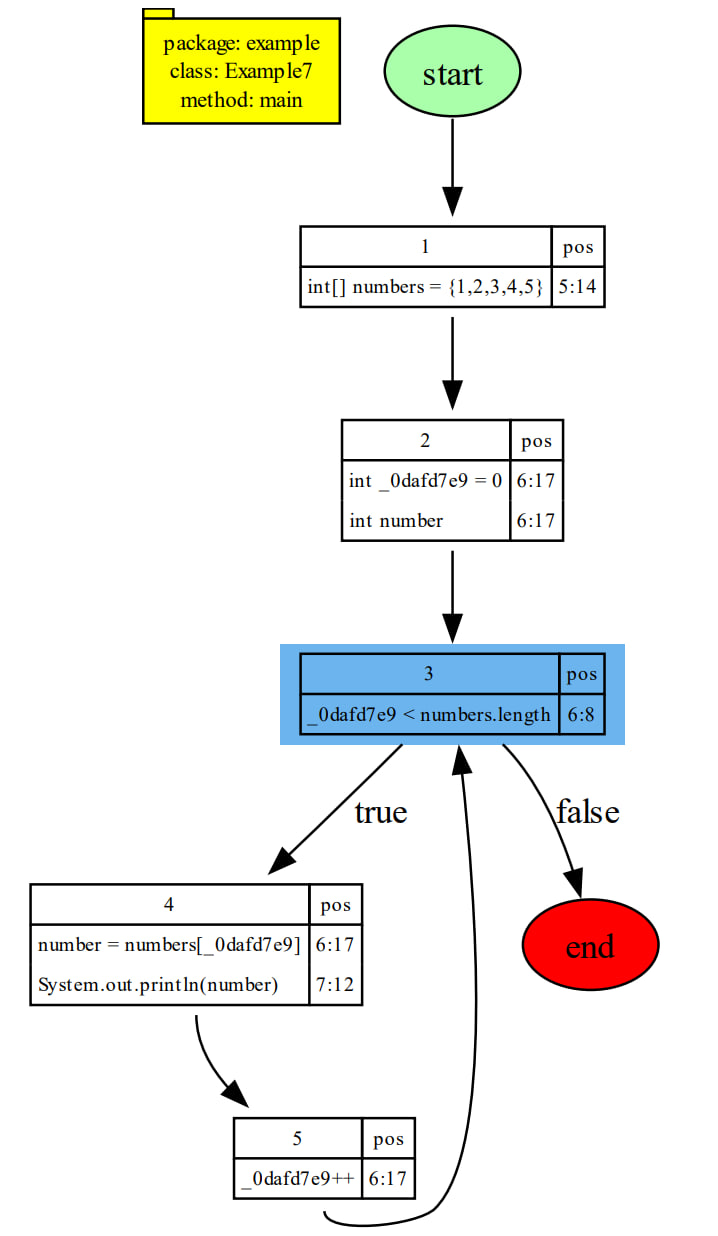 package: example
class: Example7
method: main
start
1 pos
int[] numbers = {1,2,3,4,5} 5:14
2 pos
int _0dafd7e9 = 0 6:17
int number 6:17
3 pos
_0dafd7e9 < numbers.length 6:8
true
false
4 pos
number = numbers[_0dafd7e9] 6:17
System.out.println(number) 7:12
end
5 pos
_0dafd7e9++ 6:17